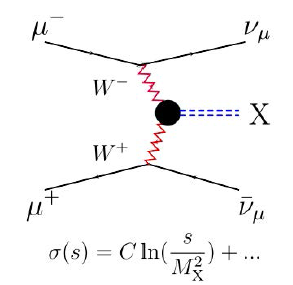 μ⁻ ν_μ
W⁻
X
W⁺
μ⁺ ν̄_μ
σ(s) = C ln(s/M_X²) + ...